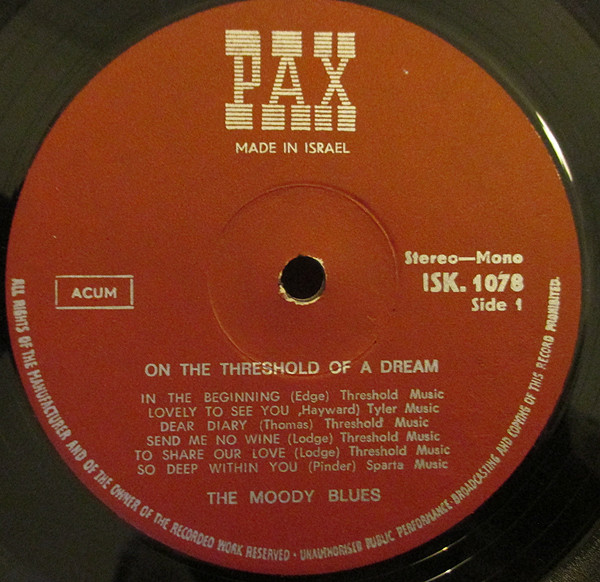 PAX
MADE IN ISRAEL
Stereo—Mono
ISK. 1078
Side 1
ACUM
ON THE THRESHOLD OF A DREAM
IN THE BEGINNING (Edge) Threshold Music
LOVELY TO SEE YOU ,Hayward) Tyler Music
DEAR DIARY (Thomas) Threshold Music
SEND ME NO WINE (Lodge) Threshold Music
TO SHARE OUR LOVE (Lodge) Threshold Music
SO DEEP WITHIN YOU (Pinder) Sparta Music
THE MOODY BLUES
ALL RIGHTS OF THE MANUFACTURER AND OF THE OWNER OF THE RECORDED WORK RESERVED · UNAUTHORISED PUBLIC PERFORMANCE BROADCASTING AND COPYING OF THIS RECORD PROHIBITED.